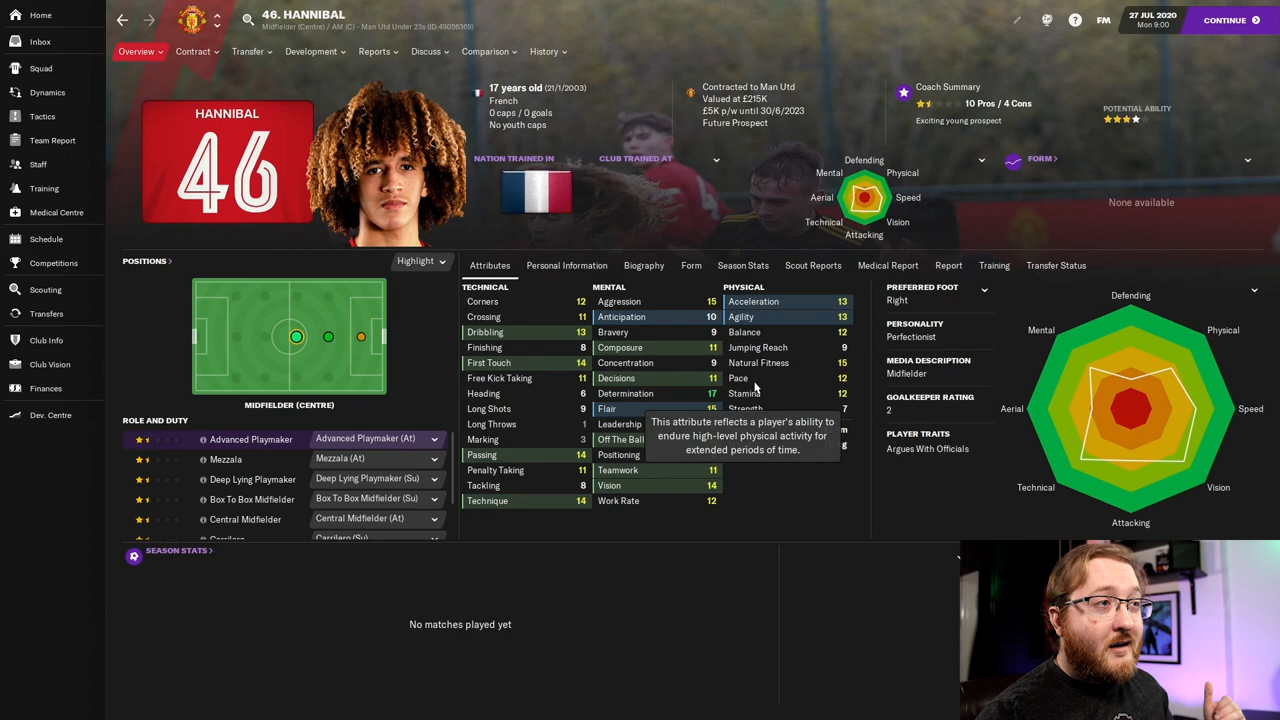 Home
Inbox
Squad
Dynamics
Tactics
Team Report
Staff
Training
Medical Centre
Schedule
Competitions
Scouting
Transfers
Club Info
Club Vision
Finances
Dev. Centre
46. HANNIBAL
Midfielder (Centre) / AM (C) - Man Utd Under 23s (ID:49056369)
FM
27 JUL 2020
Mon 9:00
CONTINUE
Overview
Contract
Transfer
Development
Reports
Discuss
Comparison
History
HANNIBAL
46
17 years old (21/1/2003)
French
0 caps / 0 goals
No youth caps
Contracted to Man Utd
Valued at £215K
£5K p/w until 30/6/2023
Future Prospect
Coach Summary
10 Pros / 4 Cons
Exciting young prospect
POTENTIAL ABILITY
NATION TRAINED IN
CLUB TRAINED AT
Defending
Physical
Speed
Vision
Attacking
Technical
Aerial
Mental
FORM
None available
POSITIONS
Highlight
MIDFIELDER (CENTRE)
ROLE AND DUTY
Advanced Playmaker Advanced Playmaker (At)
Mezzala Mezzala (At)
Deep Lying Playmaker Deep Lying Playmaker (Su)
Box To Box Midfielder Box To Box Midfielder (Su)
Central Midfielder Central Midfielder (At)
Carrilero Carrilero (Su)
Attributes
Personal Information
Biography
Form
Season Stats
Scout Reports
Medical Report
Report
Training
Transfer Status
TECHNICAL
Corners 12
Crossing 11
Dribbling 13
Finishing 8
First Touch 14
Free Kick Taking 11
Heading 6
Long Shots 9
Long Throws 1
Marking 3
Passing 14
Penalty Taking 11
Tackling 8
Technique 14
MENTAL
Aggression 15
Anticipation 10
Bravery 9
Composure 11
Concentration 9
Decisions 11
Determination 17
Flair 15
Leadership
Off The Ball
Positioning
Teamwork 11
Vision 14
Work Rate 12
PHYSICAL
Acceleration 13
Agility 13
Balance 12
Jumping Reach 9
Natural Fitness 15
Pace 12
Stamina 12
Strength 7
This attribute reflects a player's ability to
endure high-level physical activity for
extended periods of time.
PREFERRED FOOT
Right
PERSONALITY
Perfectionist
MEDIA DESCRIPTION
Midfielder
GOALKEEPER RATING
2
PLAYER TRAITS
Argues With Officials
Defending
Physical
Speed
Vision
Attacking
Technical
Aerial
Mental
SEASON STATS
No matches played yet